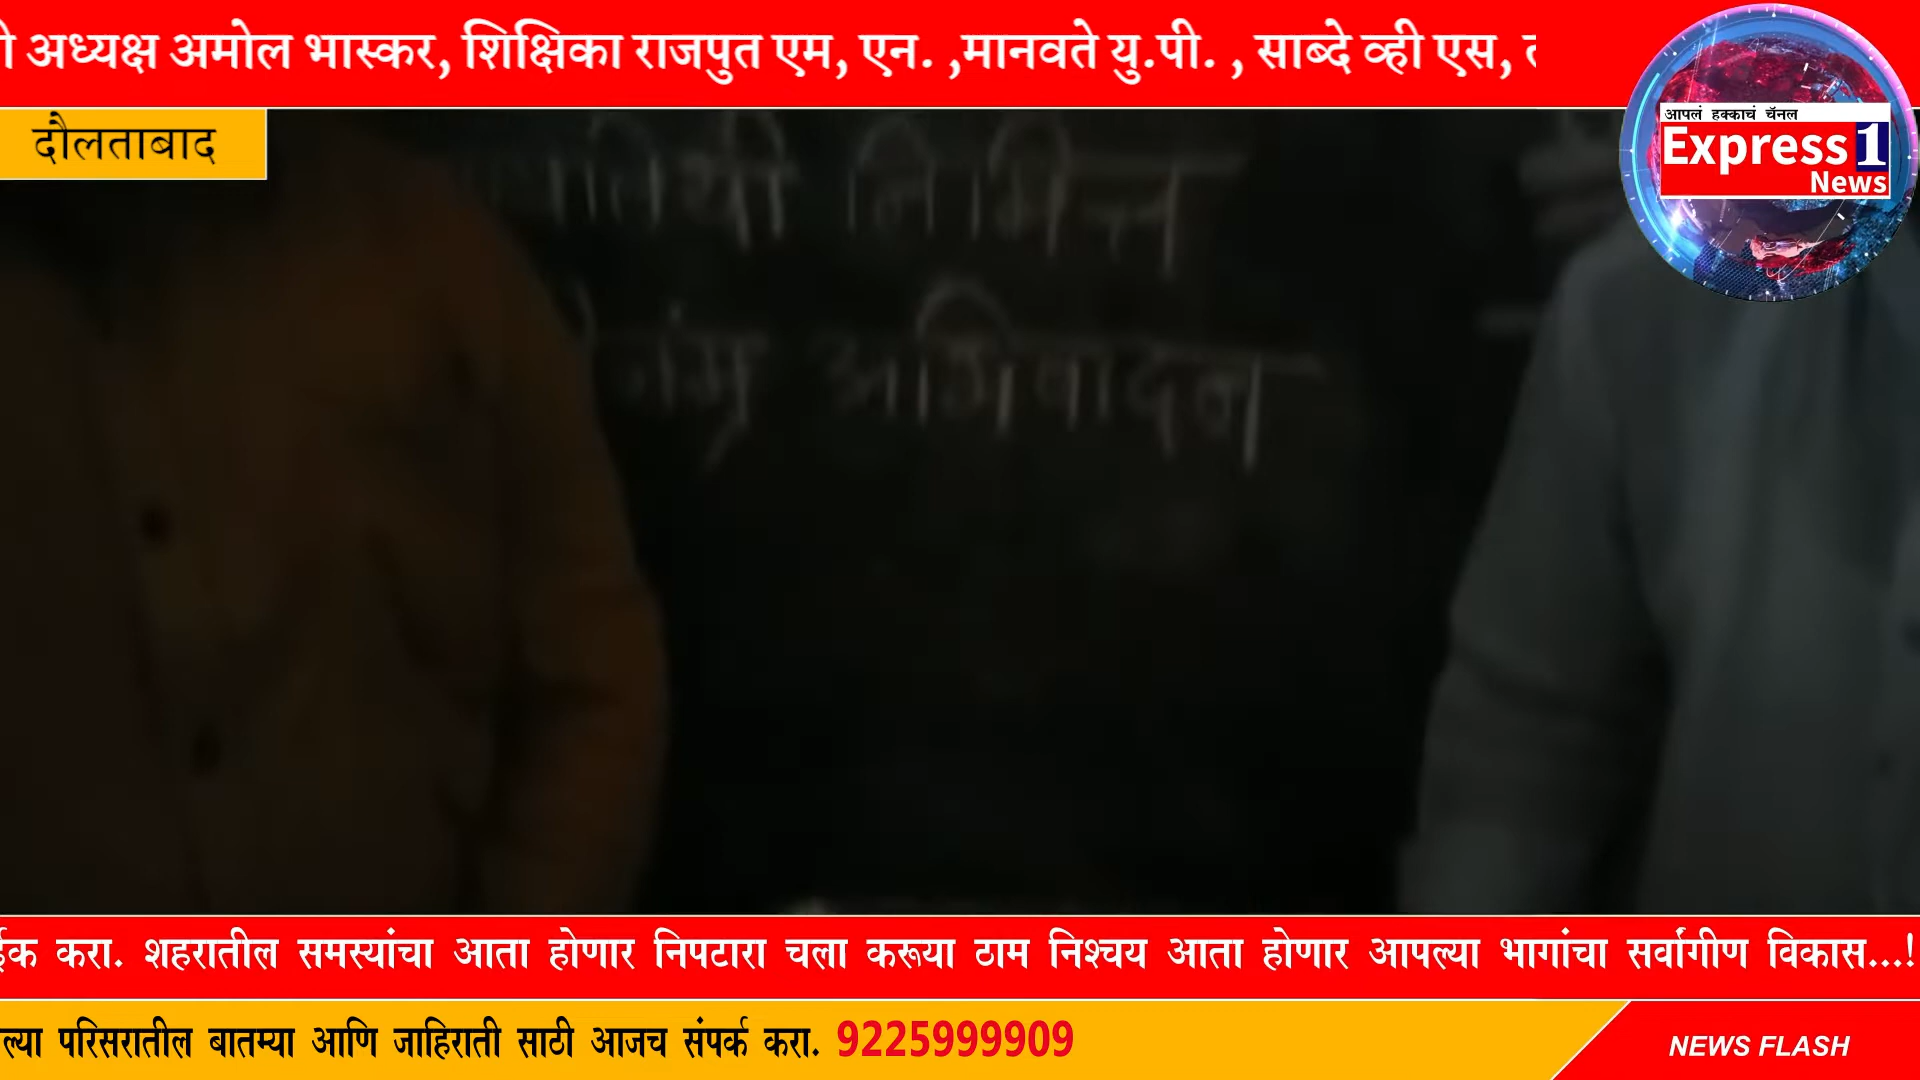 अध्यक्ष अमोल भास्कर, शिक्षिका राजपुत एम, एन. ,मानवते यु.पी. , साब्दे व्ही एस,
आपलं हक्काचं चॅनल
Express 1
News
दौलताबाद
निमित्त
अभिवादन
करा. शहरातील समस्यांचा आता होणार निपटारा चला करूया ठाम निश्चय आता होणार आपल्या भागांचा सर्वांगीण विकास...!
परिसरातील बातम्या आणि जाहिराती साठी आजच संपर्क करा. 9225999909
NEWS FLASH